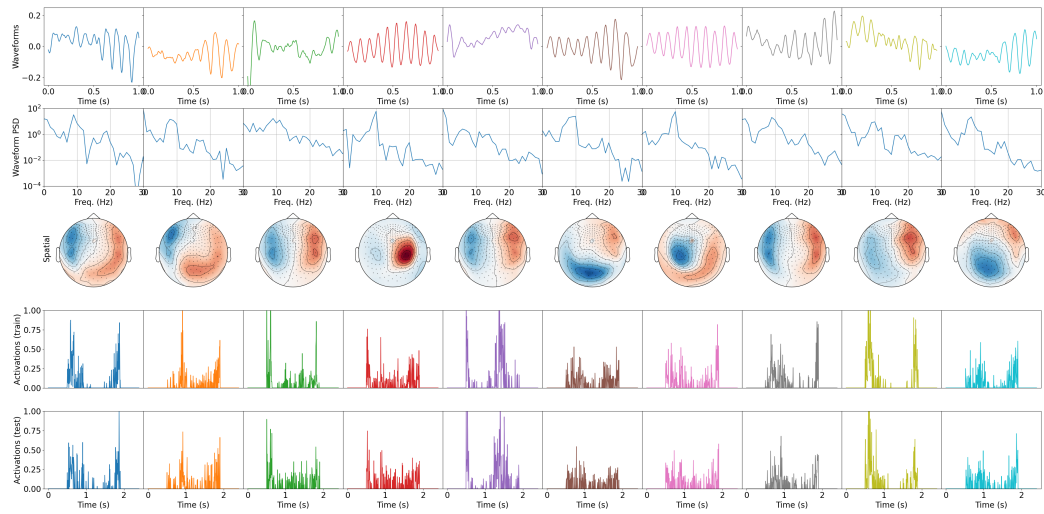 Waveforms
0.2
0.0
−0.2
0.0 0.5 1.0 0.0 0.5 1.0 0.0 0.5 1.0 0.0 0.5 1.0 0.0 0.5 1.0 0.0 0.5 1.0 0.0 0.5 1.0 0.0 0.5 1.0 0.0 0.5 1.0 0.0 0.5 1.0
Time (s) Time (s) Time (s) Time (s) Time (s) Time (s) Time (s) Time (s) Time (s) Time (s)
Waveform PSD
10²
10⁰
10⁻²
10⁻⁴
0 10 20 30 0 10 20 30 0 10 20 30 0 10 20 30 0 10 20 30 0 10 20 30 0 10 20 30 0 10 20 30 0 10 20 30 0 10 20 30
Freq. (Hz) Freq. (Hz) Freq. (Hz) Freq. (Hz) Freq. (Hz) Freq. (Hz) Freq. (Hz) Freq. (Hz) Freq. (Hz) Freq. (Hz)
Spatial
Activations (train)
1.00
0.75
0.50
0.25
0.00
Activations (test)
1.00
0.75
0.50
0.25
0.00
0 1 2 0 1 2 0 1 2 0 1 2 0 1 2 0 1 2 0 1 2 0 1 2 0 1 2 0 1 2
Time (s) Time (s) Time (s) Time (s) Time (s) Time (s) Time (s) Time (s) Time (s) Time (s)